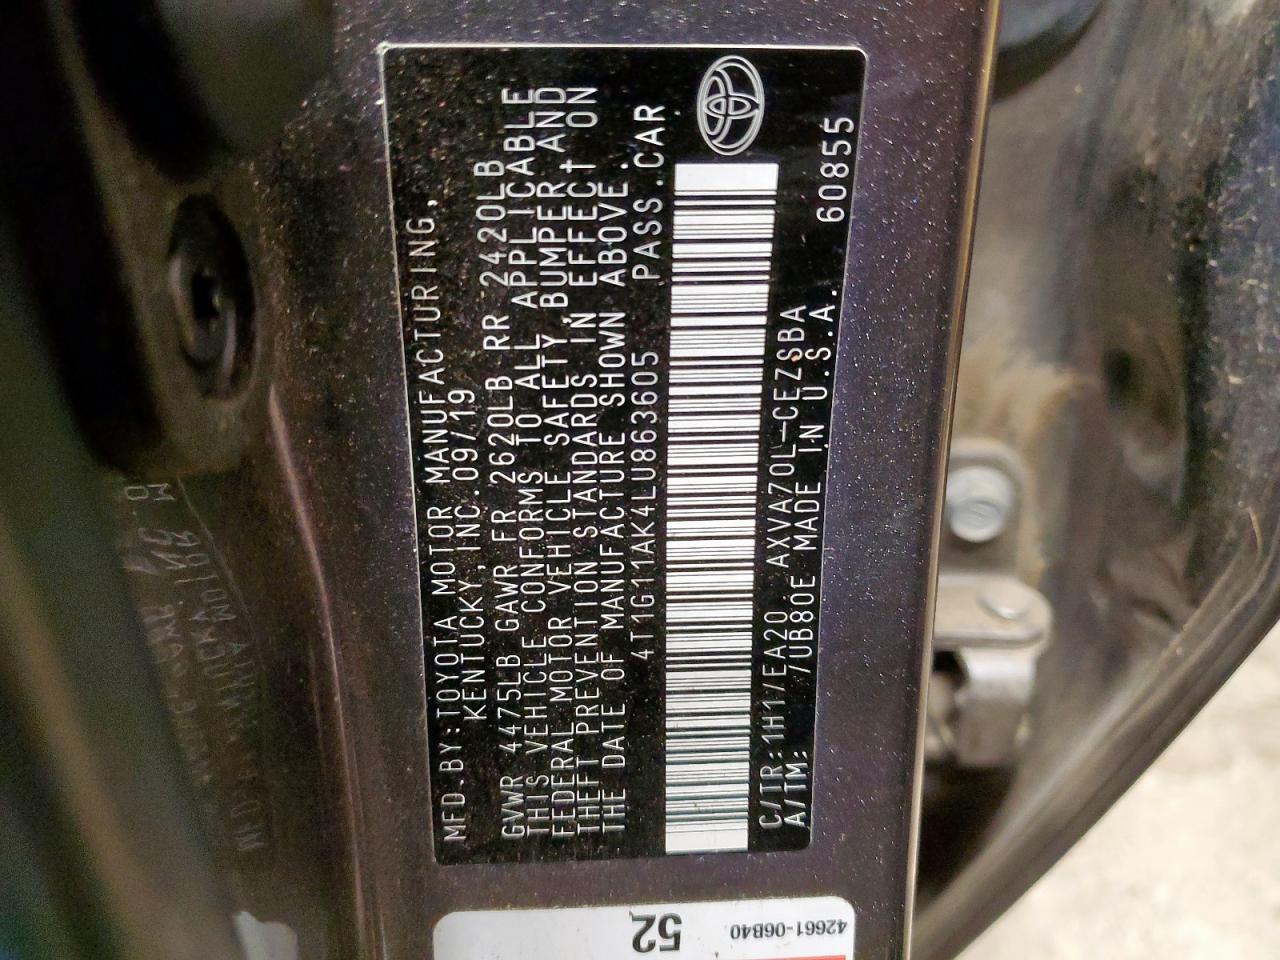 MFD.BY:TOYOTA MOTOR MANUFACTURING,
KENTUCKY,INC.09/19
GVWR 4475LB GAWR FR 2620LB RR 2420LB
THIS VEHICLE CONFORMS TO ALL APPLICABLE
FEDERAL MOTOR VEHICLE SAFETY,BUMPER,AND
THEFT PREVENTION STANDARDS IN EFFECT ON
THE DATE OF MANUFACTURE SHOWN ABOVE.
4T1G11AK4LU863605 PASS.CAR
C/TR:1H1/EA20 AXVA70L-CEZSBA
A/TM: /UB80E MADE IN U.S.A. 60855
52
42661-06B40